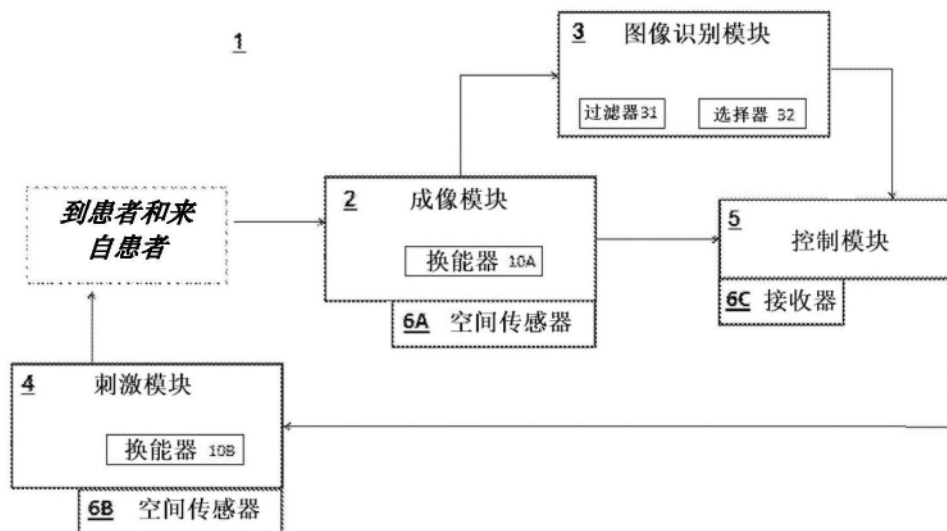 1
3 图像识别模块
过滤器31 选择器 32
2 成像模块
换能器 10A
6A 空间传感器
到患者和来
自患者
5
控制模块
6C 接收器
4 刺激模块
换能器 10B
6B 空间传感器